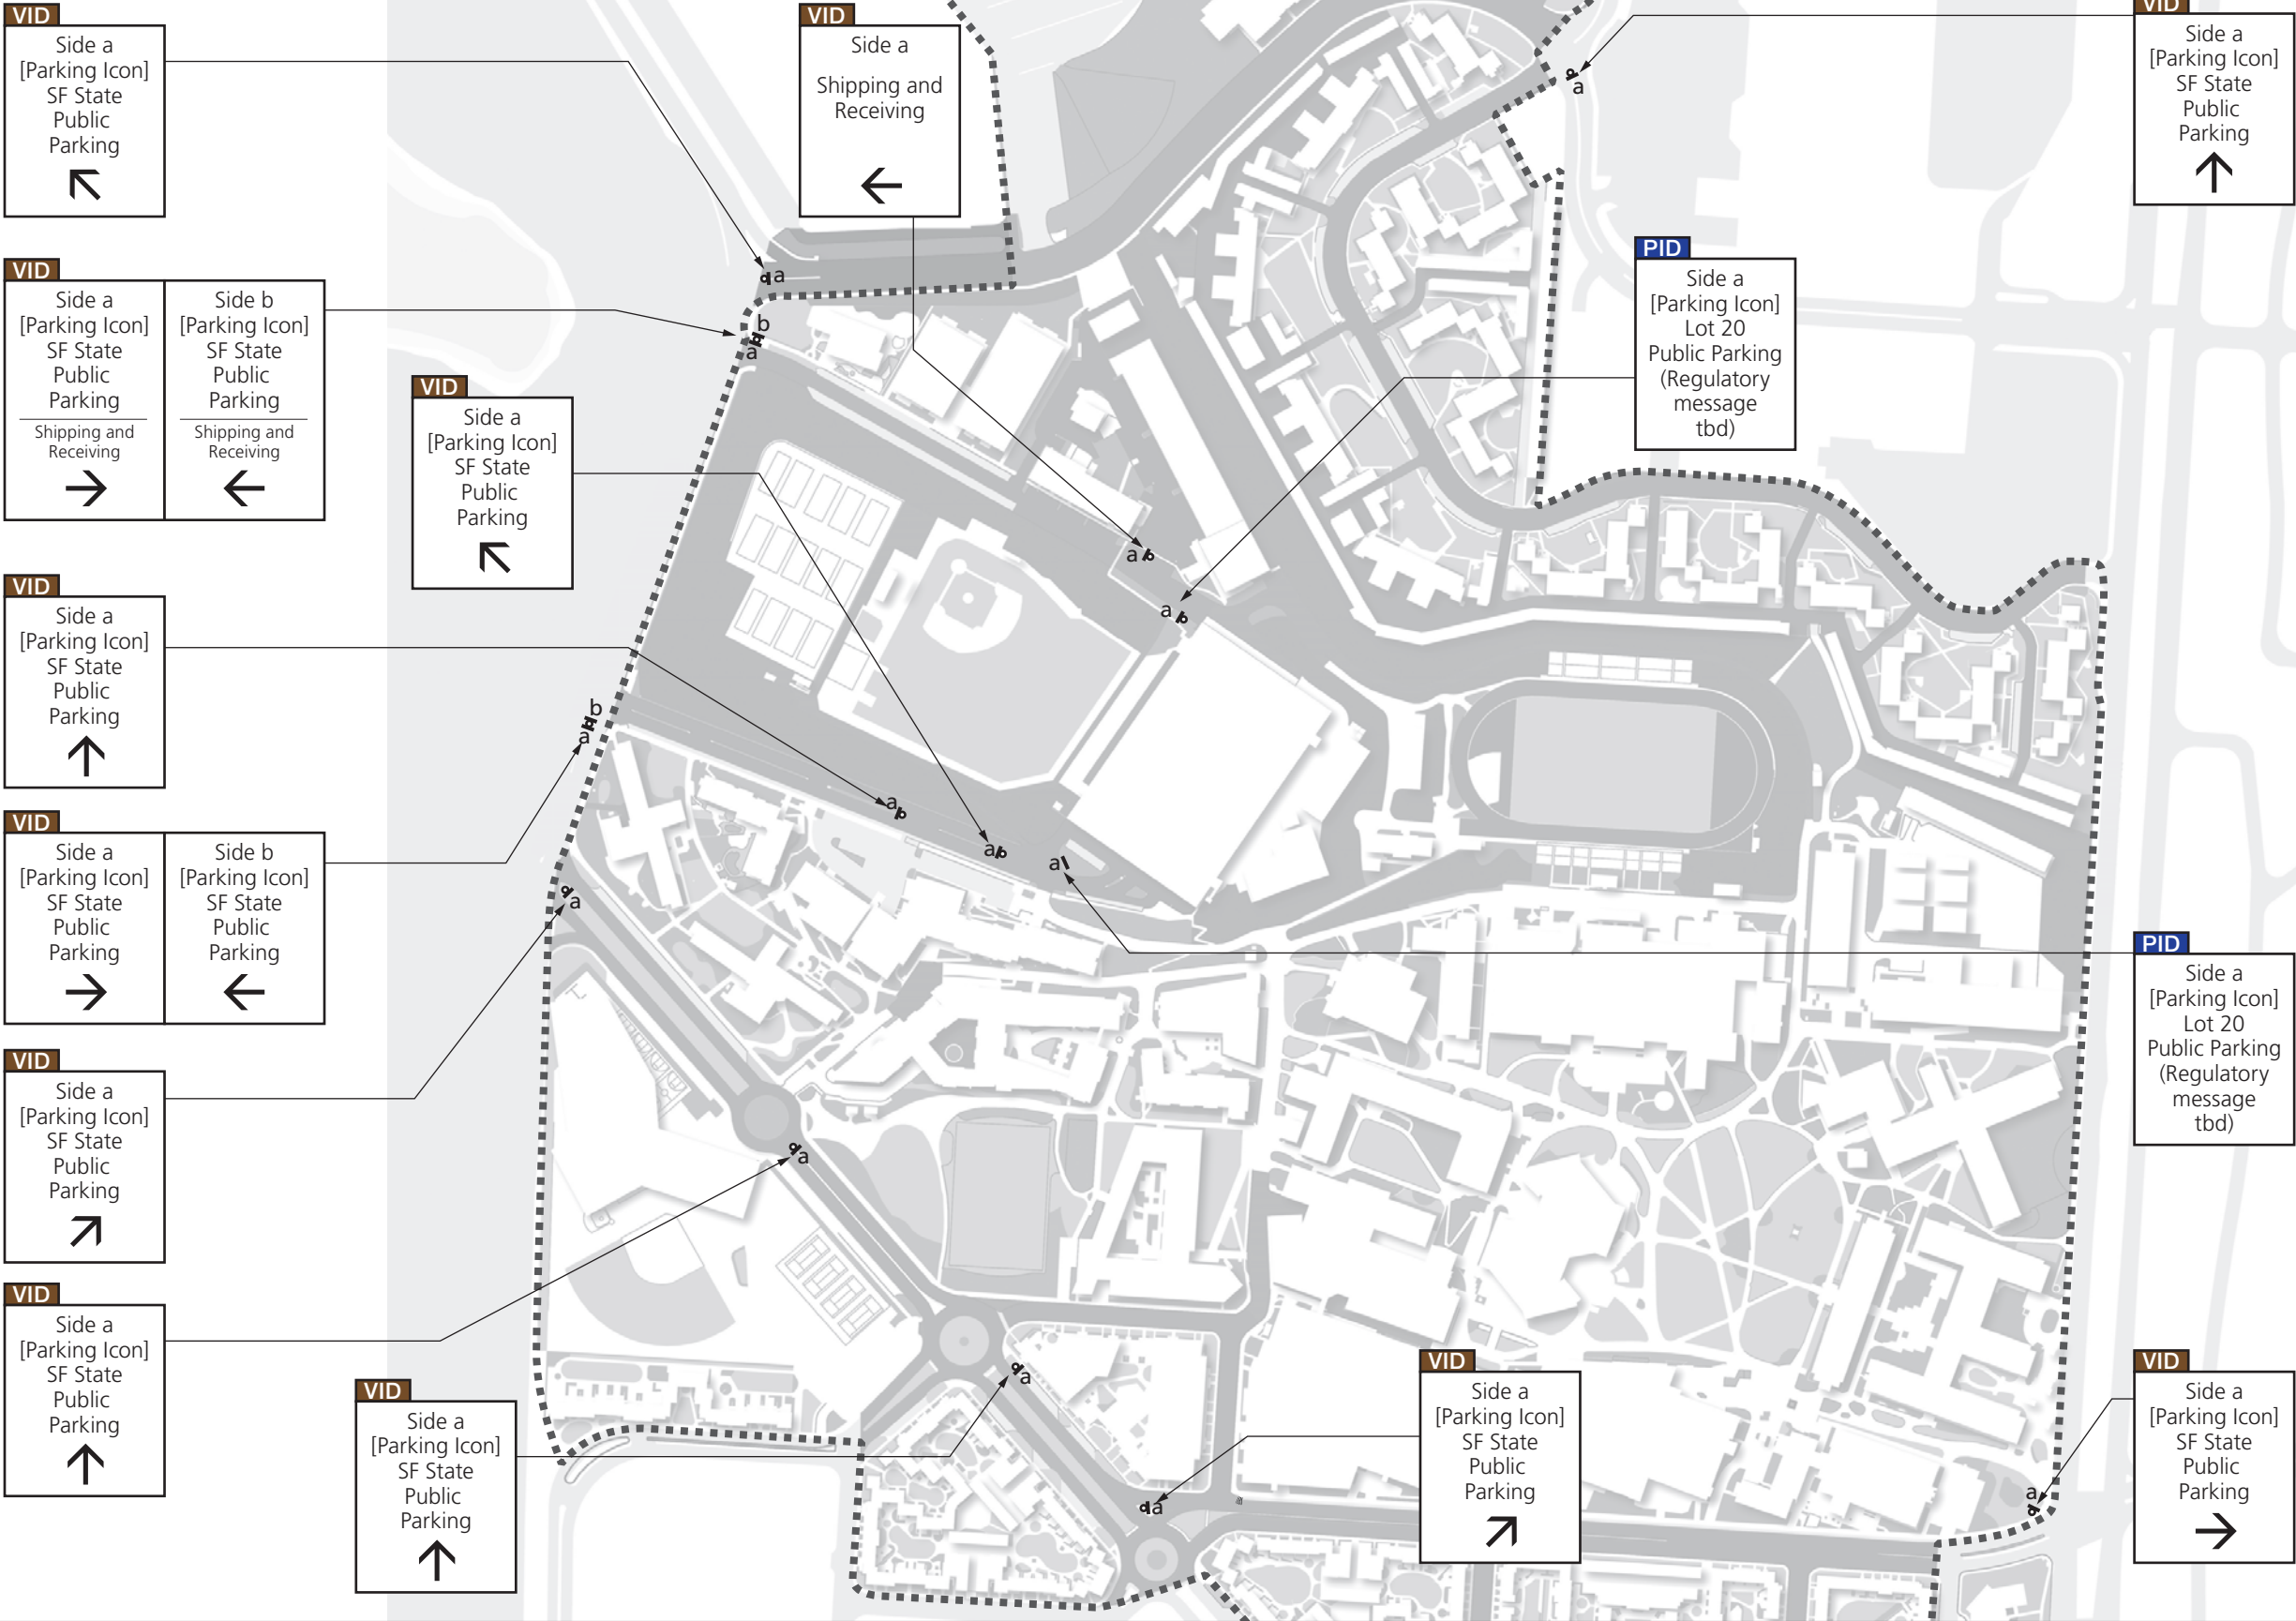 VID
Side a
[Parking Icon]
SF State
Public
Parking
VID
Side a
Shipping and
Receiving
VID
Side a
[Parking Icon]
SF State
Public
Parking
a
a
VID
Side a
[Parking Icon]
SF State
Public
Parking
Shipping and
Receiving
Side b
[Parking Icon]
SF State
Public
Parking
Shipping and
Receiving
b
a
PID
Side a
[Parking Icon]
Lot 20
Public Parking
(Regulatory
message
tbd)
VID
Side a
[Parking Icon]
SF State
Public
Parking
a
a
VID
Side a
[Parking Icon]
SF State
Public
Parking
b
a
a
a
a
VID
Side a
[Parking Icon]
SF State
Public
Parking
Side b
[Parking Icon]
SF State
Public
Parking
a
PID
Side a
[Parking Icon]
Lot 20
Public Parking
(Regulatory
message
tbd)
VID
Side a
[Parking Icon]
SF State
Public
Parking
a
VID
Side a
[Parking Icon]
SF State
Public
Parking
a
VID
Side a
[Parking Icon]
SF State
Public
Parking
VID
Side a
[Parking Icon]
SF State
Public
Parking
a
VID
Side a
[Parking Icon]
SF State
Public
Parking
a